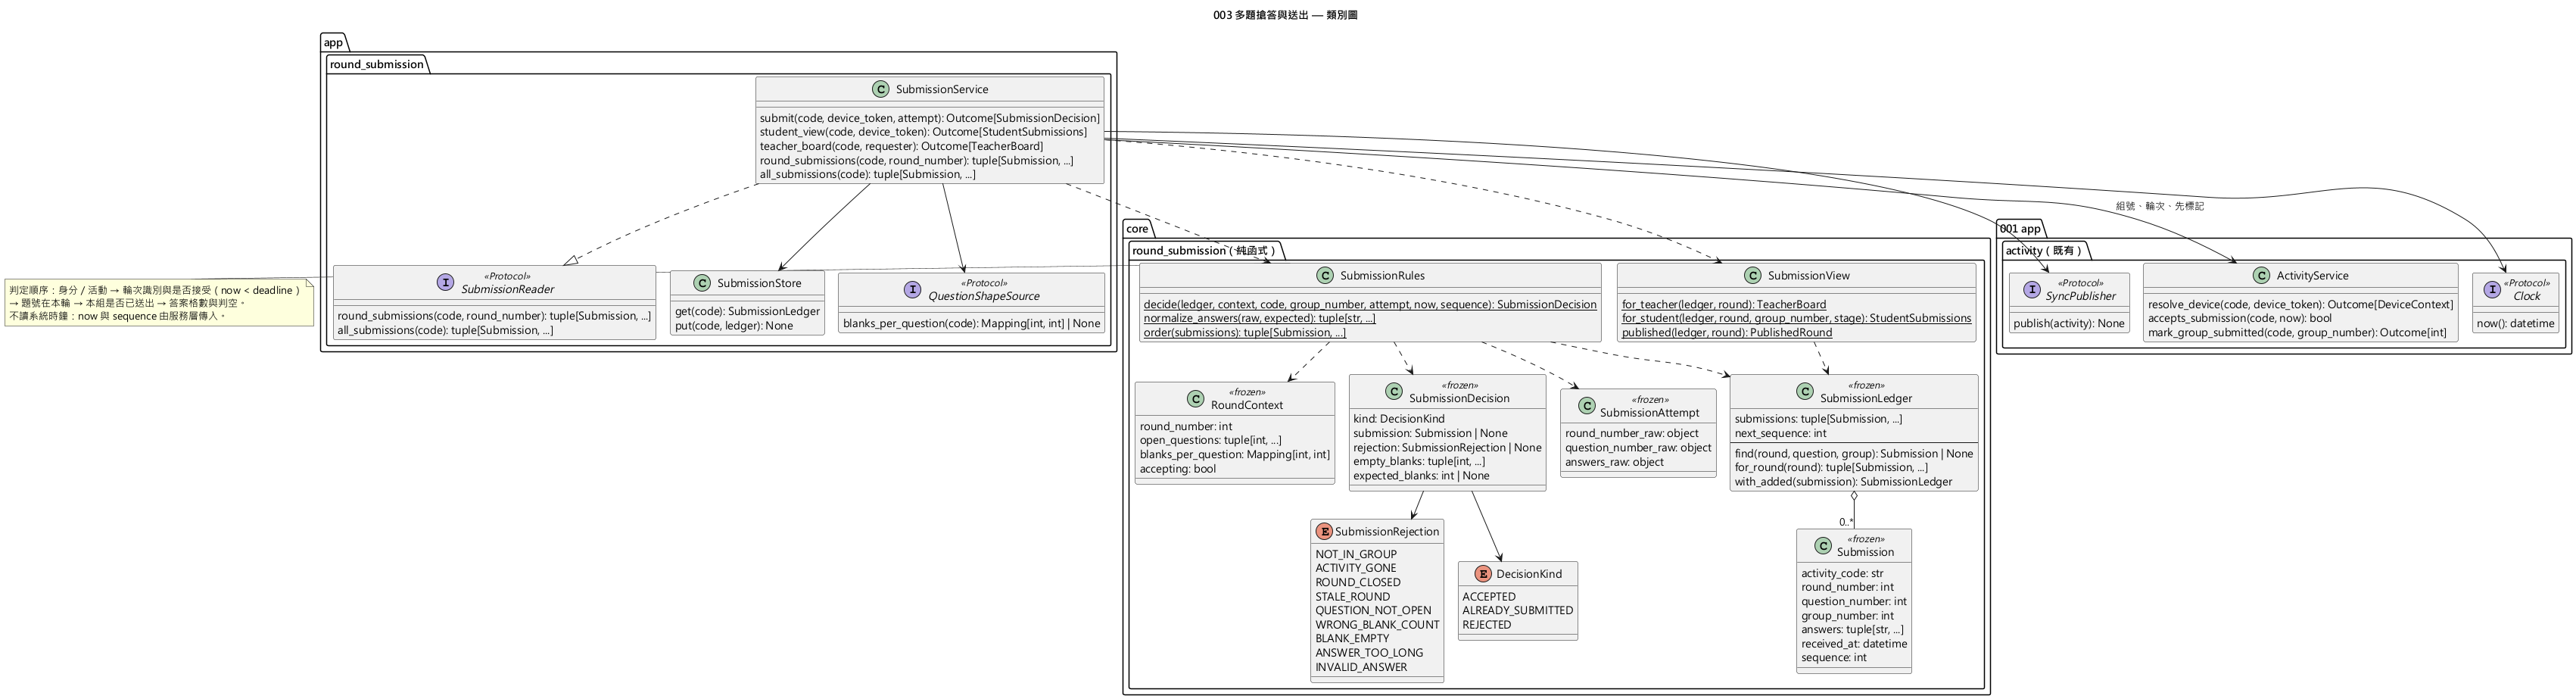 003 多題搶答與送出 — 類別圖
app
round_submission
SubmissionService
submit(code, device_token, attempt): Outcome[SubmissionDecision]
student_view(code, device_token): Outcome[StudentSubmissions]
teacher_board(code, requester): Outcome[TeacherBoard]
round_submissions(code, round_number): tuple[Submission, ...]
all_submissions(code): tuple[Submission, ...]
判定順序：身分 / 活動 → 輪次識別與是否接受 ( now < deadline )
→ 題號在本輪 → 本組是否已送出 → 答案格數與判空。
不讀系統時鐘：now 與 sequence 由服務層傳入。
«Protocol»
SubmissionReader
round_submissions(code, round_number): tuple[Submission, ...]
all_submissions(code): tuple[Submission, ...]
SubmissionStore
get(code): SubmissionLedger
put(code, ledger): None
«Protocol»
QuestionShapeSource
blanks_per_question(code): Mapping[int, int] | None
core
round_submission ( 純函式 )
SubmissionRules
decide(ledger, context, code, group_number, attempt, now, sequence): SubmissionDecision
normalize_answers(raw, expected): tuple[str, ...]
order(submissions): tuple[Submission, ...]
SubmissionView
for_teacher(ledger, round): TeacherBoard
for_student(ledger, round, group_number, stage): StudentSubmissions
published(ledger, round): PublishedRound
«frozen»
RoundContext
round_number: int
open_questions: tuple[int, ...]
blanks_per_question: Mapping[int, int]
accepting: bool
«frozen»
SubmissionDecision
kind: DecisionKind
submission: Submission | None
rejection: SubmissionRejection | None
empty_blanks: tuple[int, ...]
expected_blanks: int | None
«frozen»
SubmissionAttempt
round_number_raw: object
question_number_raw: object
answers_raw: object
«frozen»
SubmissionLedger
submissions: tuple[Submission, ...]
next_sequence: int
find(round, question, group): Submission | None
for_round(round): tuple[Submission, ...]
with_added(submission): SubmissionLedger
0..*
SubmissionRejection
NOT_IN_GROUP
ACTIVITY_GONE
ROUND_CLOSED
STALE_ROUND
QUESTION_NOT_OPEN
WRONG_BLANK_COUNT
BLANK_EMPTY
ANSWER_TOO_LONG
INVALID_ANSWER
DecisionKind
ACCEPTED
ALREADY_SUBMITTED
REJECTED
«frozen»
Submission
activity_code: str
round_number: int
question_number: int
group_number: int
answers: tuple[str, ...]
received_at: datetime
sequence: int
組號、輪次、先標記
001 app
activity ( 既有 )
«Protocol»
SyncPublisher
publish(activity): None
ActivityService
resolve_device(code, device_token): Outcome[DeviceContext]
accepts_submission(code, now): bool
mark_group_submitted(code, group_number): Outcome[int]
«Protocol»
Clock
now(): datetime